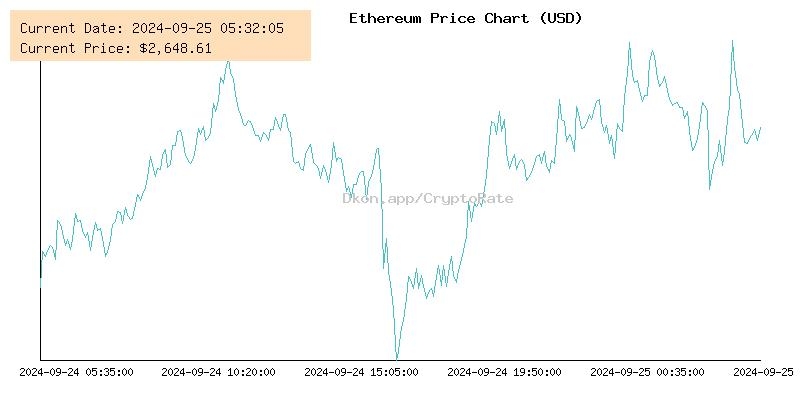 Ethereum Price Chart (USD)
Current Date: 2024-09-25 05:32:05
Current Price: $2,648.61
Dkon.app/CryptoRate
2024-09-24 05:35:00 2024-09-24 10:20:00 2024-09-24 15:05:00 2024-09-24 19:50:00 2024-09-25 00:35:00 2024-09-25